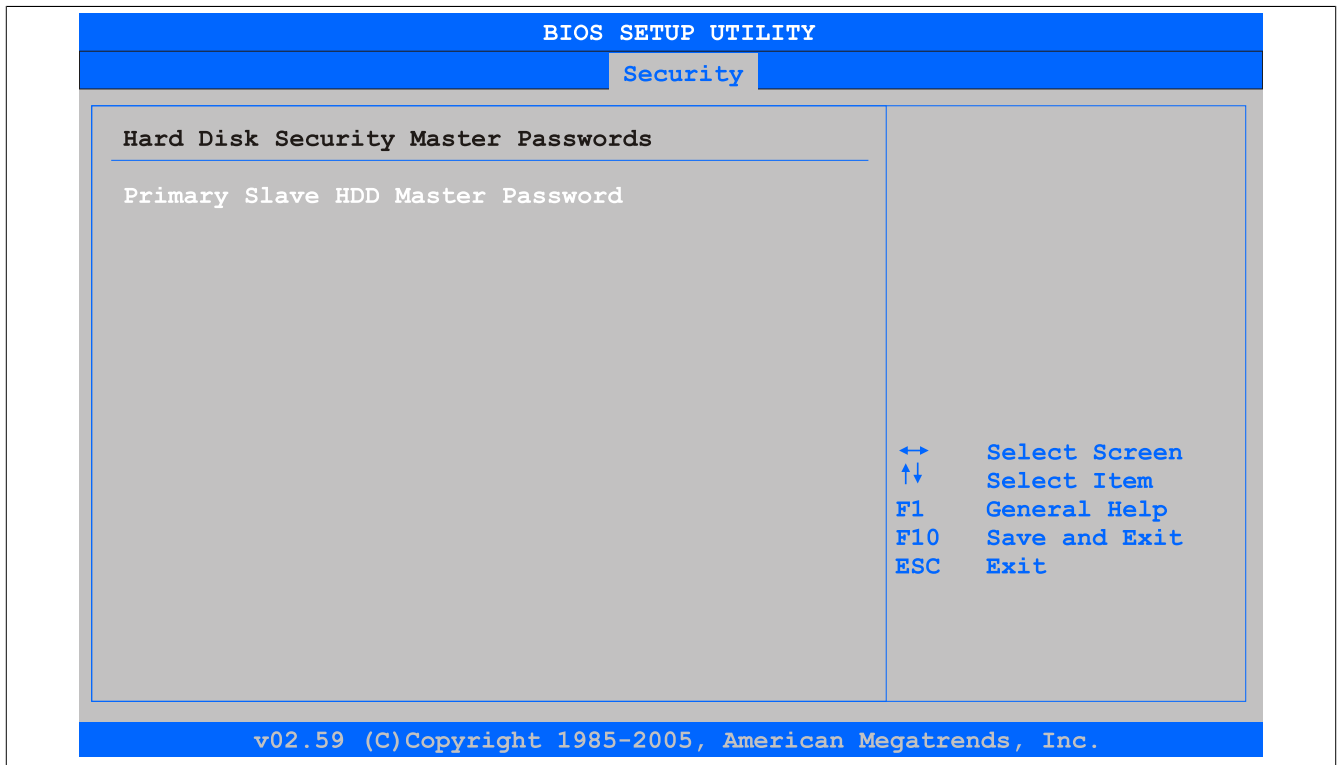 BIOS SETUP UTILITY
Security
Hard Disk Security Master Passwords
Primary Slave HDD Master Password
↔ Select Screen
↑↓ Select Item
F1 General Help
F10 Save and Exit
ESC Exit
v02.59 (C)Copyright 1985-2005, American Megatrends, Inc.